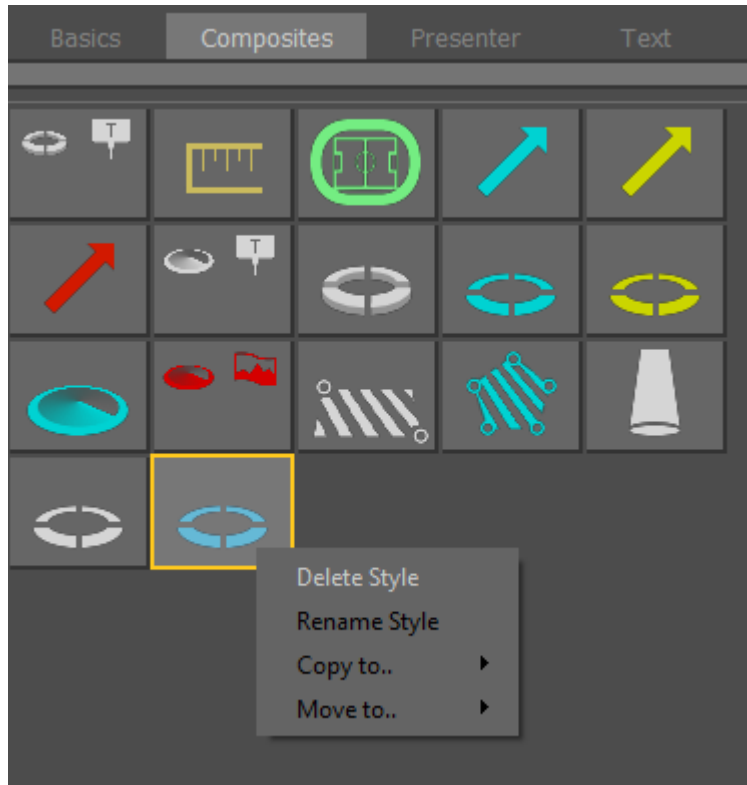 Basics Composites Presenter Text
T
T
Delete Style
Rename Style
Copy to..
Move to..